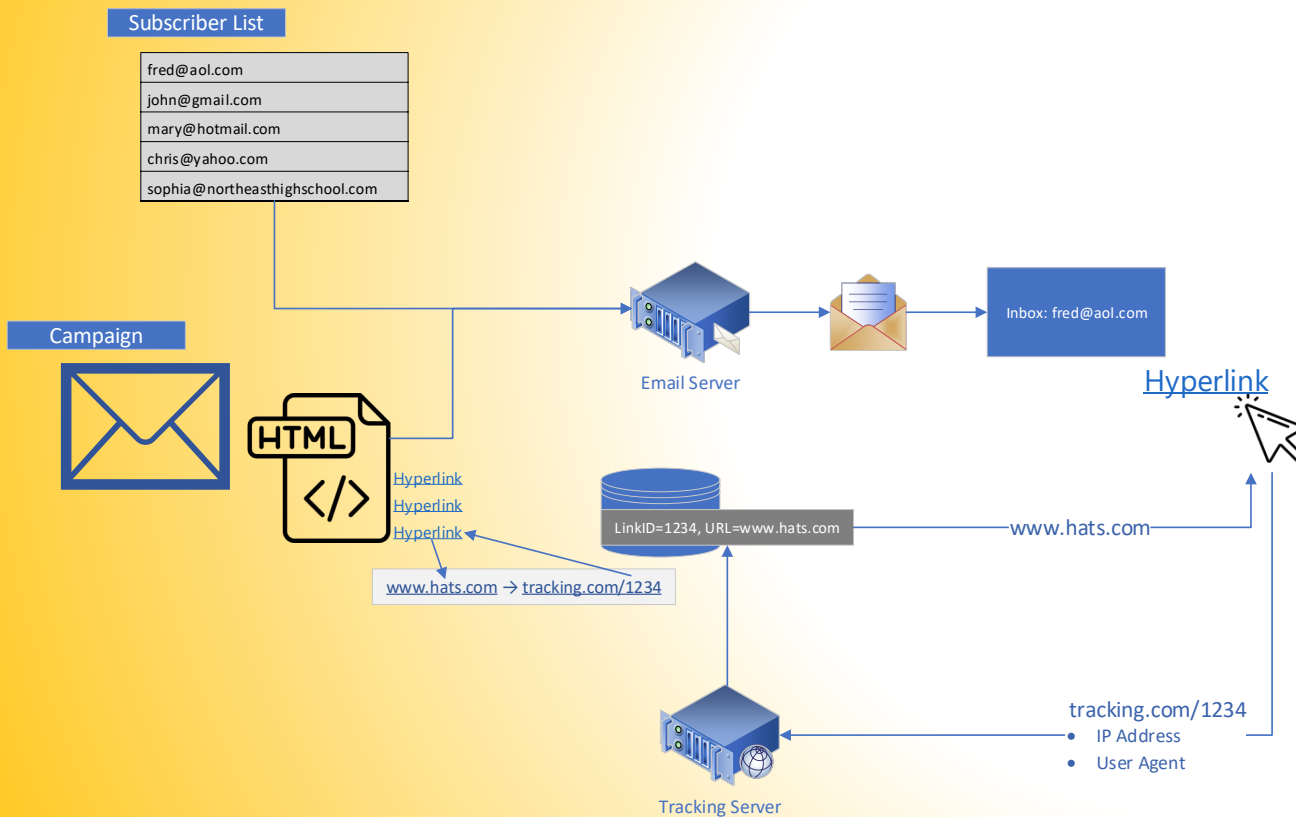 Subscriber List
fred@aol.com
john@gmail.com
mary@hotmail.com
chris@yahoo.com
sophia@northeasthighschool.com
Campaign
HTML
</>
Hyperlink
Hyperlink
Hyperlink
www.hats.com → tracking.com/1234
Email Server
Inbox: fred@aol.com
Hyperlink
LinkID=1234, URL=www.hats.com
www.hats.com
tracking.com/1234
• IP Address
• User Agent
Tracking Server